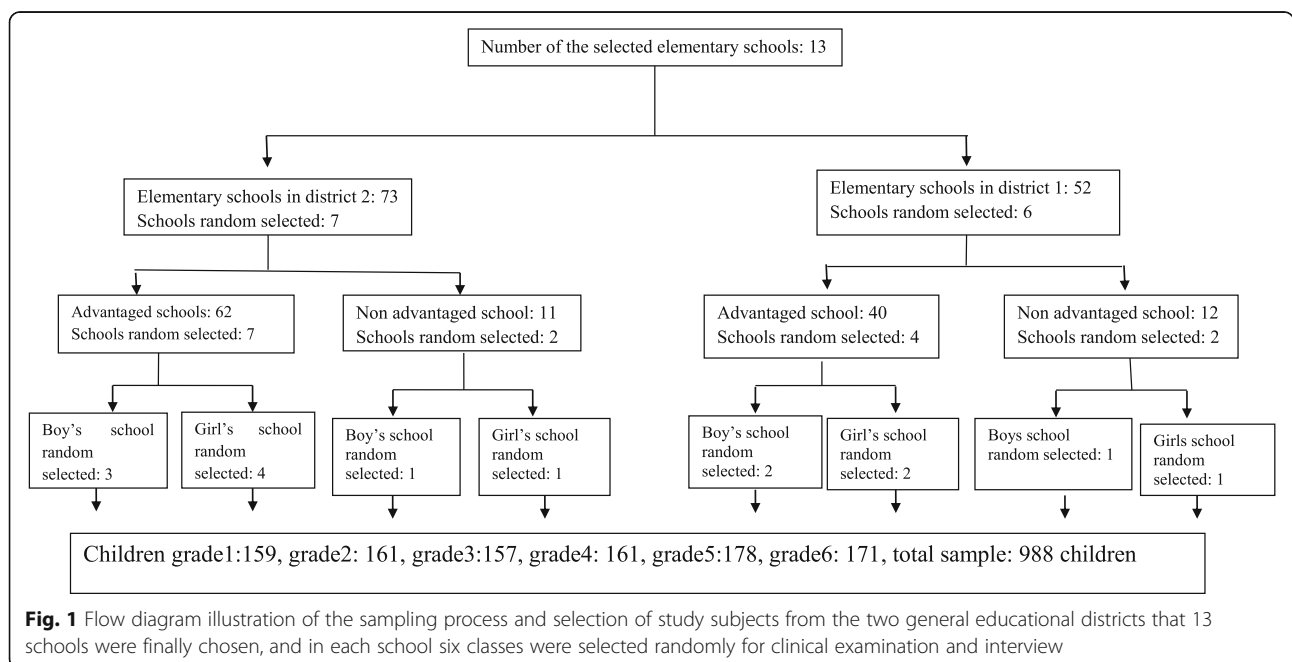 Number of the selected elementary schools: 13
Elementary schools in district 2: 73
Schools random selected: 7
Elementary schools in district 1: 52
Schools random selected: 6
Advantaged schools: 62
Schools random selected: 7
Non advantaged school: 11
Schools random selected: 2
Advantaged school: 40
Schools random selected: 4
Non advantaged school: 12
Schools random selected: 2
Boy's school
random
selected: 3
Girl's school
random
selected: 4
Boy's school
random
selected: 1
Girl's school
random
selected: 1
Boy's school
random
selected: 2
Girl's school
random
selected: 2
Boys school
random selected: 1
Girls school
random
selected: 1
Children grade1:159, grade2: 161, grade3:157, grade4: 161, grade5:178, grade6: 171, total sample: 988 children
Fig. 1 Flow diagram illustration of the sampling process and selection of study subjects from the two general educational districts that 13
schools were finally chosen, and in each school six classes were selected randomly for clinical examination and interview